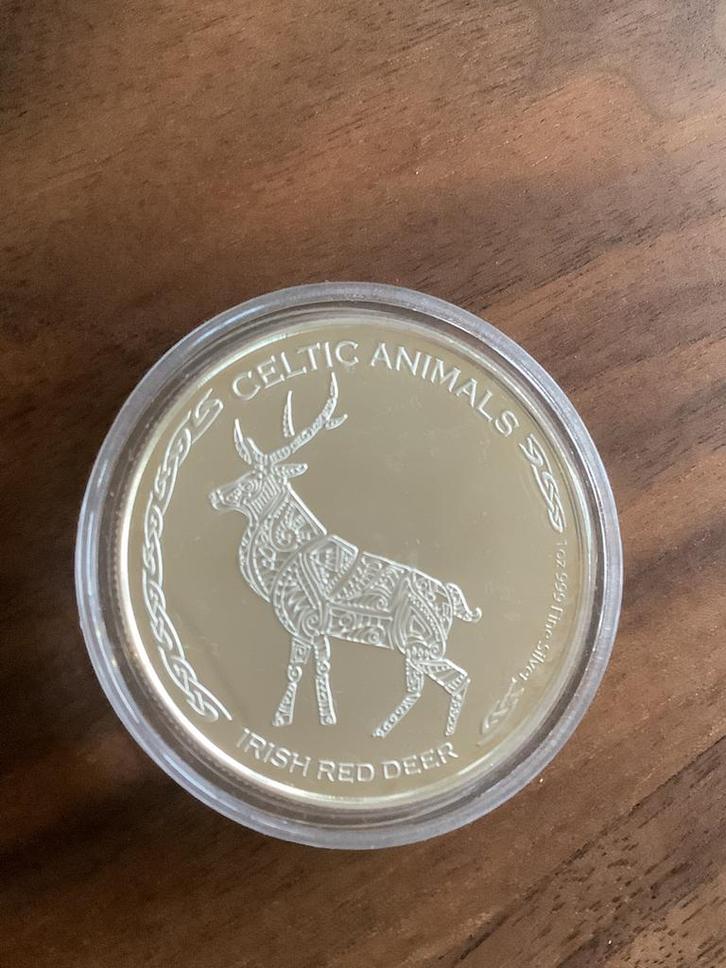 CELTIC ANIMALS
1oz 999 Fine Silver
IRISH RED DEER